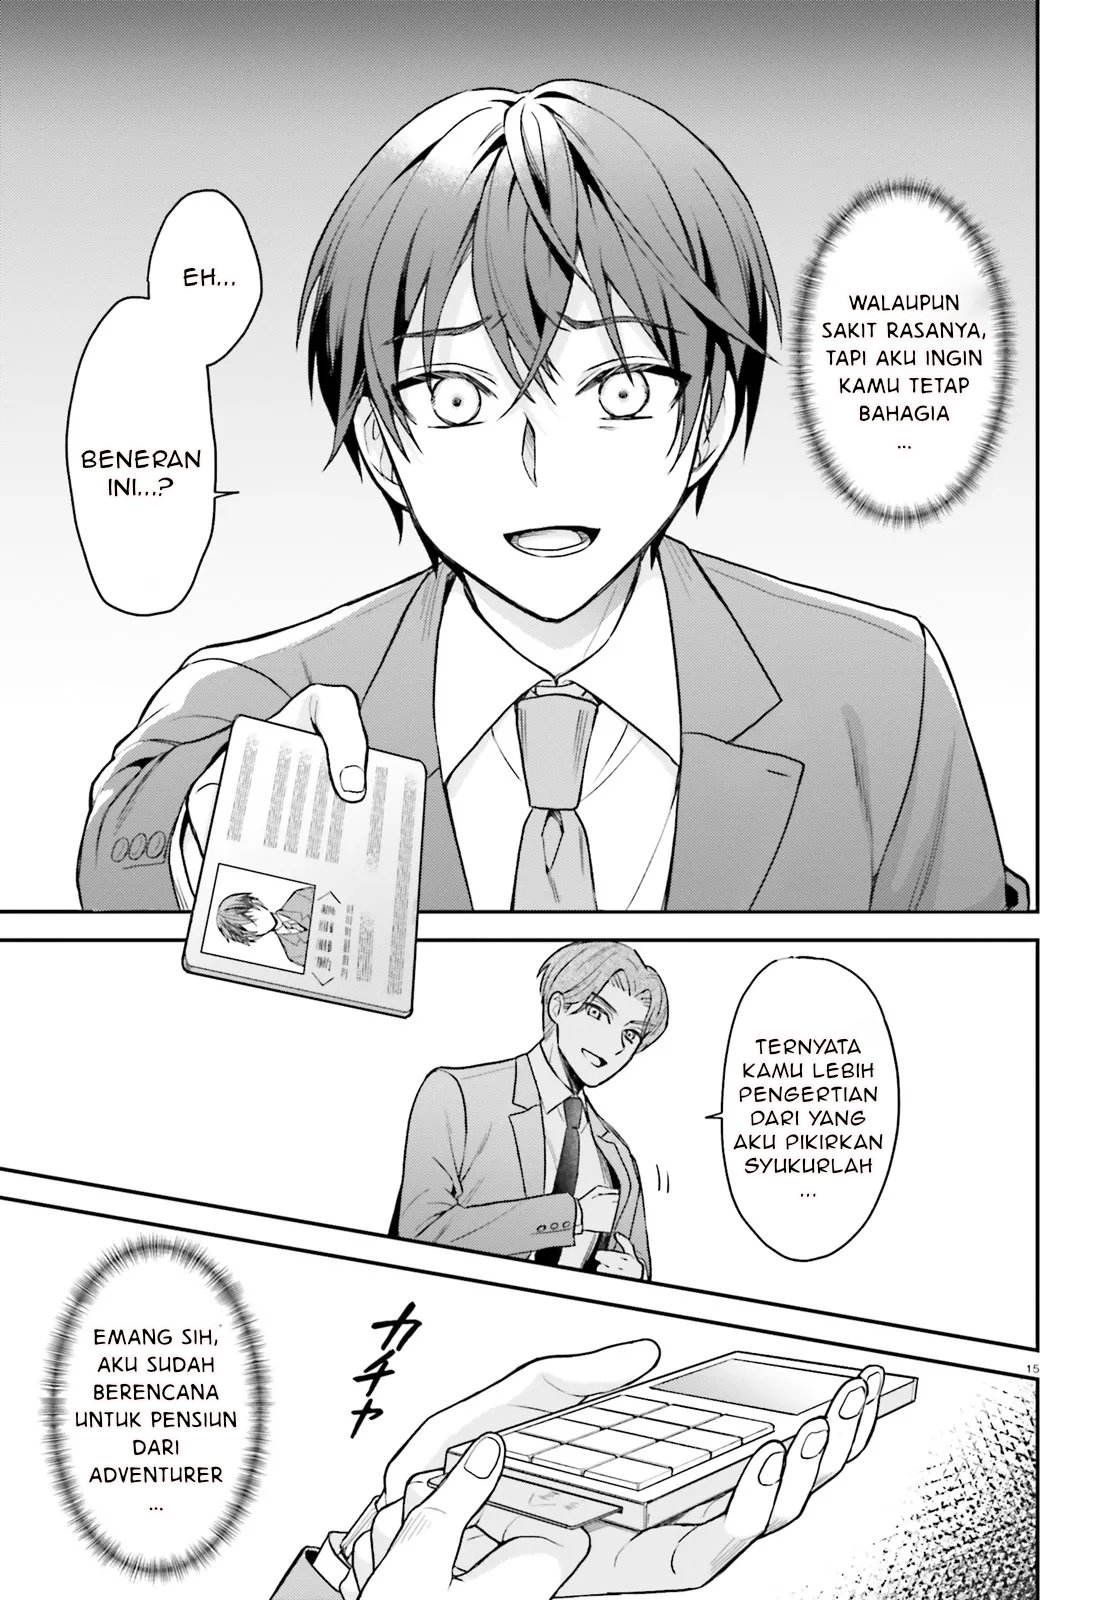 WALAUPUN
SAKIT RASANYA,
TAPI AKU INGIN
KAMU TETAP
BAHAGIA
...
EH...
BENERAN
INI...?
TERNYATA
KAMU LEBIH
PENGERTIAN
DARI YANG
AKU PIKIRKAN
SYUKURLAH
...
15
カチャ
EMANG SIH,
AKU SUDAH
BERENCANA
UNTUK PENSIUN
DARI
ADVENTURER
...